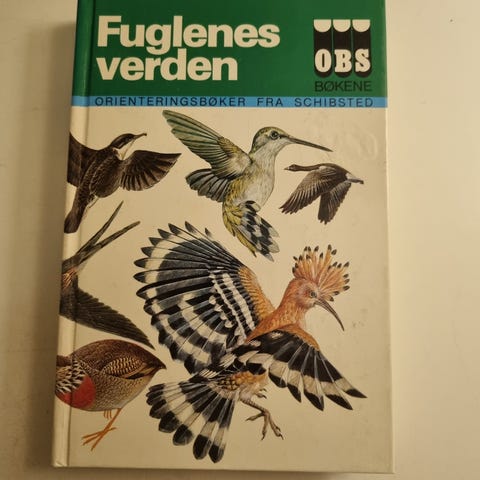 Fuglenes
verden
OBS
BØKENE
ORIENTERINGSBØKER FRA SCHIBSTED